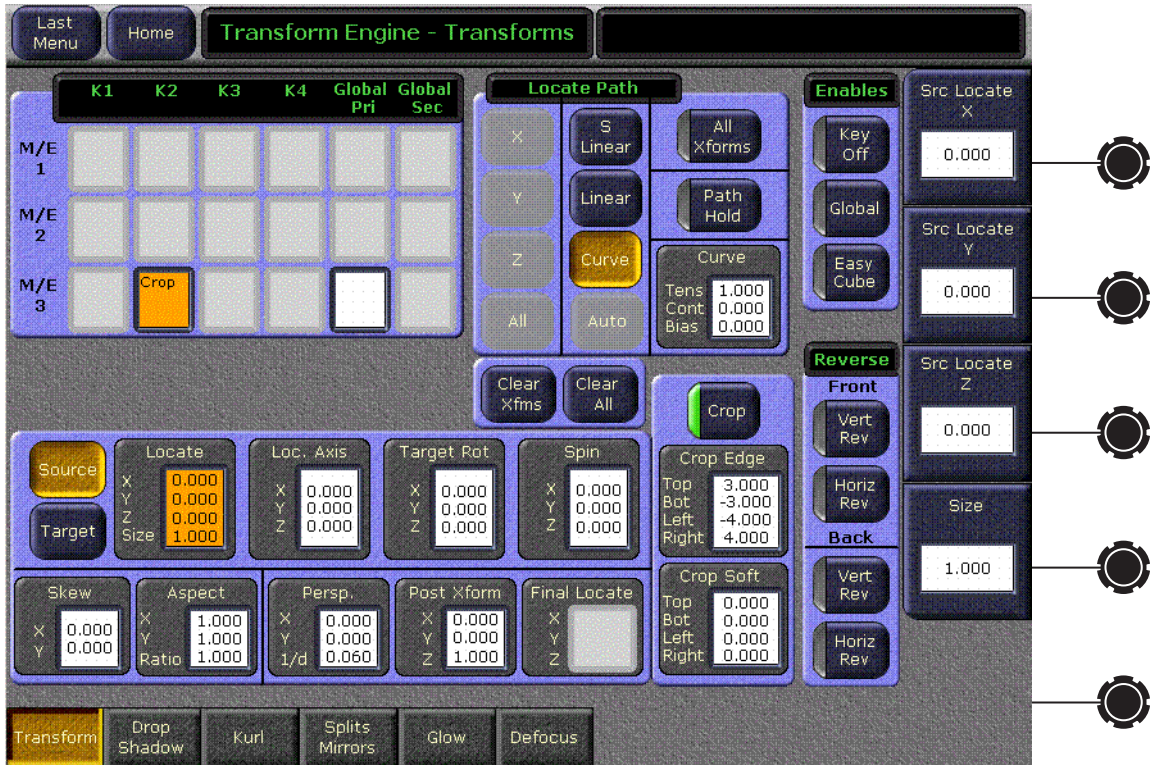 Last
Menu
Home
Transform Engine - Transforms
K1 K2 K3 K4 Global
Pri Global
Sec
M/E
1
M/E
2
M/E
3
Crop
Locate Path
X
Y
Z
All
S
Linear
Linear
Curve
Auto
All
Xforms
Path
Hold
Curve
Tens 1.000
Cont 0.000
Bias 0.000
Clear
Xfms
Clear
All
Enables
Key
Off
Global
Easy
Cube
Src Locate
X
0.000
Src Locate
Y
0.000
Src Locate
Z
0.000
Size
1.000
Reverse
Front
Vert
Rev
Horiz
Rev
Back
Vert
Rev
Horiz
Rev
Crop
Crop Edge
Top 3.000
Bot -3.000
Left -4.000
Right 4.000
Crop Soft
Top 0.000
Bot 0.000
Left 0.000
Right 0.000
Source
Target
Locate
X 0.000
Y 0.000
Z 0.000
Size 1.000
Loc. Axis
X 0.000
Y 0.000
Z 0.000
Target Rot
X 0.000
Y 0.000
Z 0.000
Spin
X 0.000
Y 0.000
Z 0.000
Skew
X 0.000
Y 0.000
Aspect
X 1.000
Y 1.000
Ratio 1.000
Persp.
X 0.000
Y 0.000
1/d 0.060
Post Xform
X 0.000
Y 0.000
Z 1.000
Final Locate
X
Y
Z
Transform
Drop
Shadow
Kurl
Splits
Mirrors
Glow
Defocus